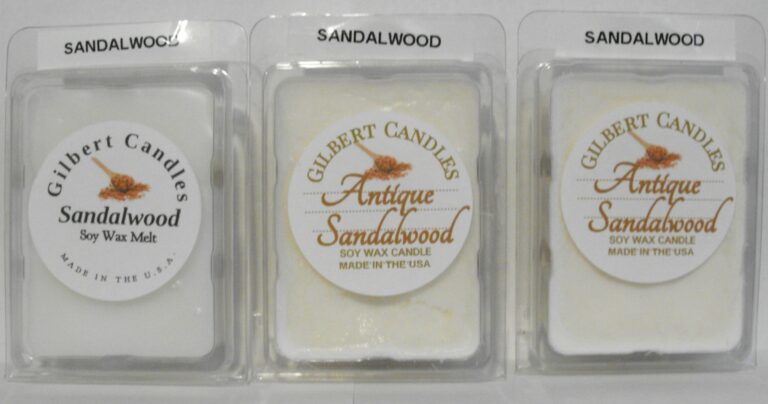 SANDALWOOD
Gilbert Candles
Sandalwood
Soy Wax Melt
MADE IN THE U.S.A.
SANDALWOOD
GILBERT CANDLES
Antique
Sandalwood
SOY WAX CANDLE
MADE IN THE USA
SANDALWOOD
GILBERT CANDLES
Antique
Sandalwood
SOY WAX CANDLE
MADE IN THE USA